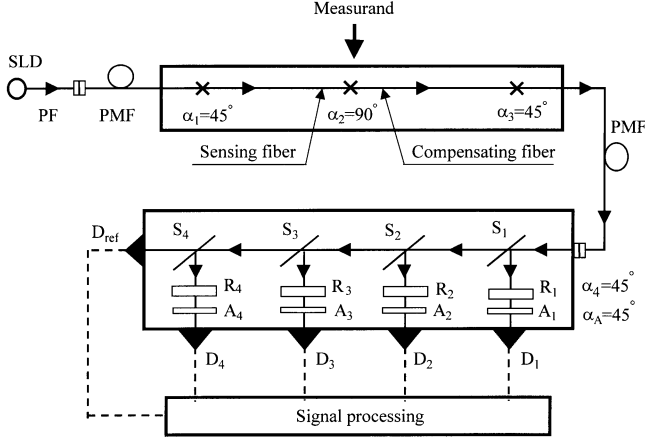 Measurand
SLD
PF
PMF
α1=45°
α2=90°
α3=45°
PMF
Sensing fiber
Compensating fiber
Dref
S4
S3
S2
S1
R4
R3
R2
R1
α4=45°
A4
A3
A2
A1
αA=45°
D4
D3
D2
D1
Signal processing